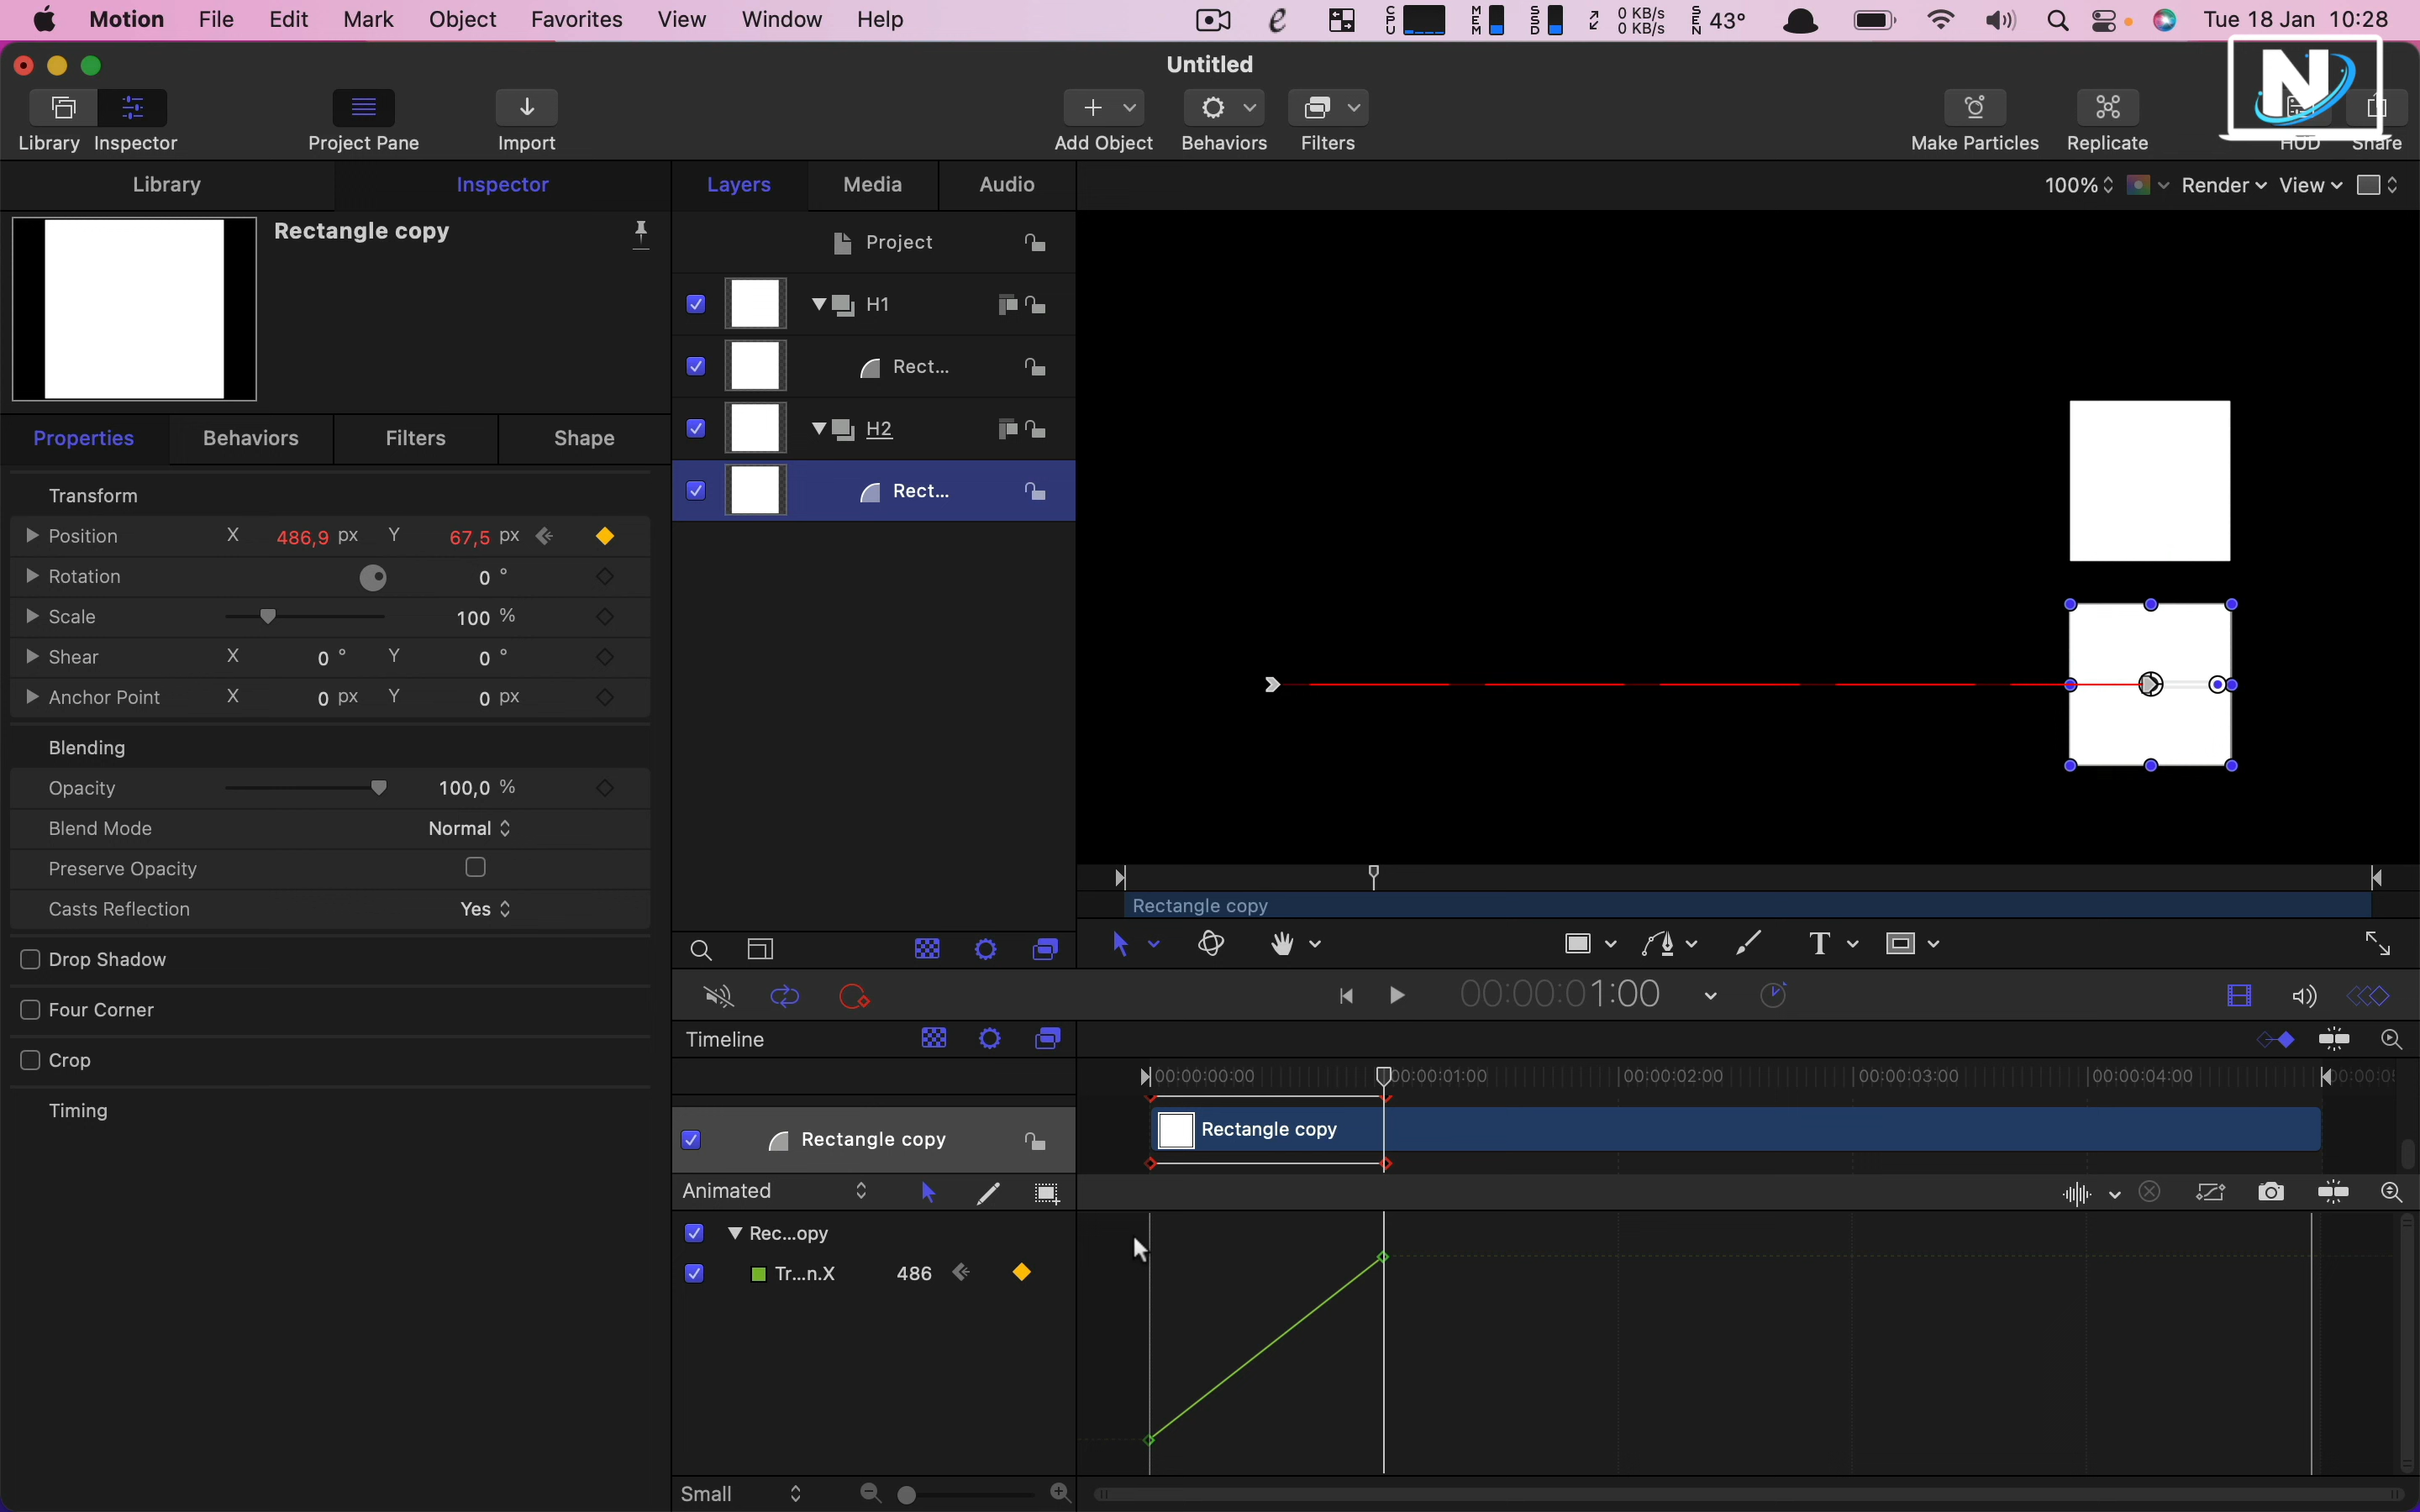 Motion File Edit Mark Object Favorites View Window Help
CPU MEM SSD 0 KB/s 0 KB/s SEN 43° Tue 18 Jan 10:28
Untitled
N
Library Inspector Project Pane Import Add Object Behaviors Filters Make Particles Replicate HUD Share
Library Inspector Layers Media Audio 100% Render View
Rectangle copy
Project
H1
Rect...
H2
Rect...
Properties Behaviors Filters Shape
Transform
Position X 486,9 px Y 67,5 px
Rotation 0 °
Scale 100 %
Shear X 0 ° Y 0 °
Anchor Point X 0 px Y 0 px
Blending
Opacity 100,0 %
Blend Mode Normal
Preserve Opacity
Casts Reflection Yes
Drop Shadow
Four Corner
Crop
Timing
Rectangle copy
T
00:00:01:00
Timeline
00:00:00:00 00:00:01:00 00:00:02:00 00:00:03:00 00:00:04:00
Rectangle copy Rectangle copy
Animated
Rec...opy
Tr...n.X 486
Small